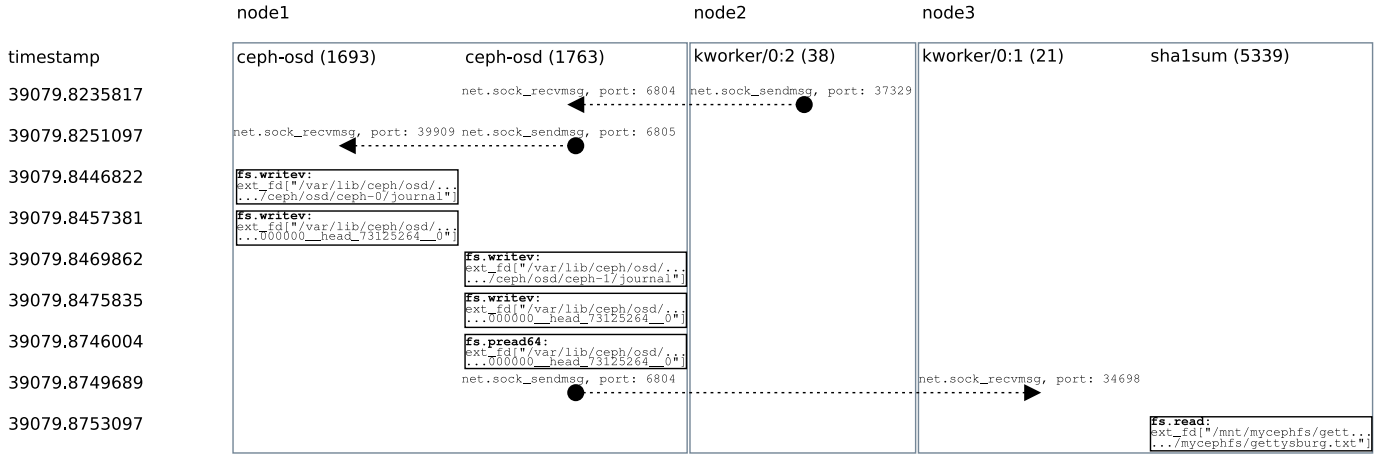 node1 node2 node3
timestamp ceph-osd (1693) ceph-osd (1763) kworker/0:2 (38) kworker/0:1 (21) sha1sum (5339)
39079.8235817 net.sock_recvmsg, port: 6804 net.sock_sendmsg, port: 37329
39079.8251097 net.sock_recvmsg, port: 39909 net.sock_sendmsg, port: 6805
39079.8446822
fs.writev:
ext_fd["/var/lib/ceph/osd/...
.../ceph/osd/ceph-0/journal"]
39079.8457381
fs.writev:
ext_fd["/var/lib/ceph/osd/...
...000000__head_73125264__0"]
39079.8469862
fs.writev:
ext_fd["/var/lib/ceph/osd/...
.../ceph/osd/ceph-1/journal"]
39079.8475835
fs.writev:
ext_fd["/var/lib/ceph/osd/...
...000000__head_73125264__0"]
39079.8746004
fs.pread64:
ext_fd["/var/lib/ceph/osd/...
...000000__head_73125264__0"]
39079.8749689 net.sock_sendmsg, port: 6804 net.sock_recvmsg, port: 34698
39079.8753097
fs.read:
ext_fd["/mnt/mycephfs/gett...
.../mycephfs/gettysburg.txt"]